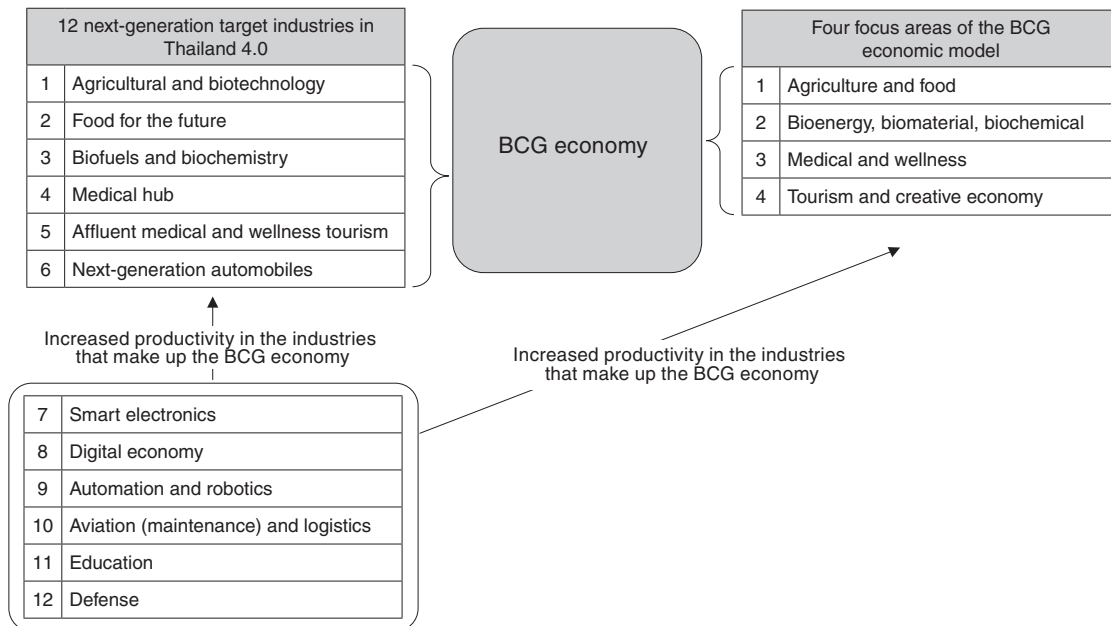 12 next-generation target industries in
Thailand 4.0
1 Agricultural and biotechnology
2 Food for the future
3 Biofuels and biochemistry
4 Medical hub
5 Affluent medical and wellness tourism
6 Next-generation automobiles
BCG economy
Four focus areas of the BCG
economic model
1 Agriculture and food
2 Bioenergy, biomaterial, biochemical
3 Medical and wellness
4 Tourism and creative economy
Increased productivity in the industries
that make up the BCG economy
Increased productivity in the industries
that make up the BCG economy
7 Smart electronics
8 Digital economy
9 Automation and robotics
10 Aviation (maintenance) and logistics
11 Education
12 Defense